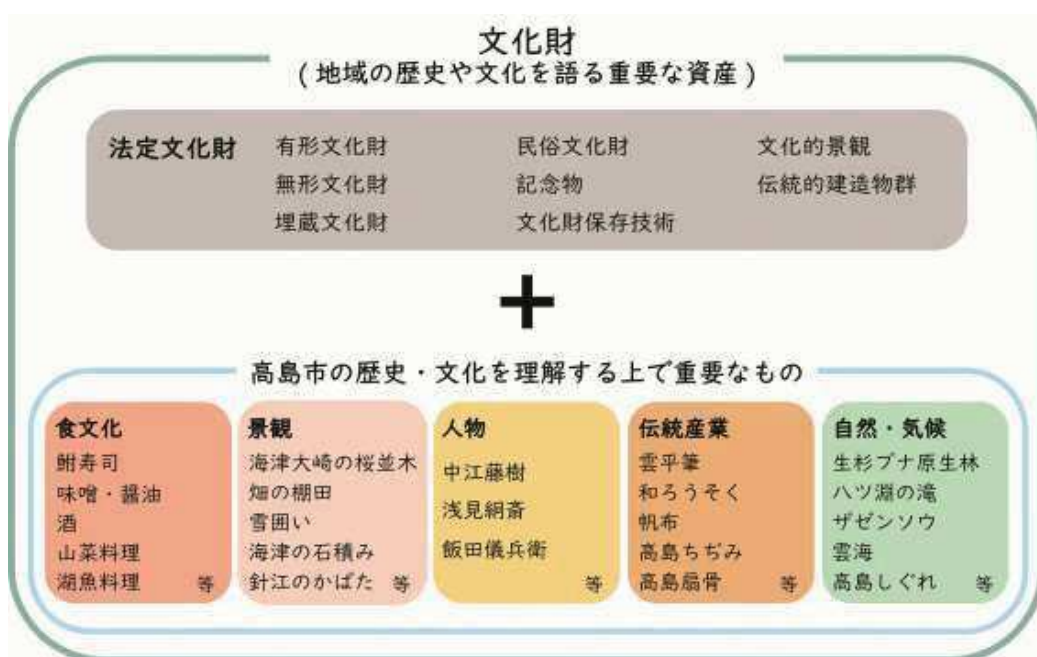 文化財
(地域の歴史や文化を語る重要な資産)
法定文化財
有形文化財
無形文化財
埋蔵文化財
民俗文化財
記念物
文化財保存技術
文化的景観
伝統的建造物群
+
高島市の歴史・文化を理解する上で重要なもの
食文化
鮒寿司
味噌・醤油
酒
山菜料理
湖魚料理 等
景観
海津大崎の桜並木
畑の棚田
雪囲い
海津の石積み
針江のかばた 等
人物
中江藤樹
浅見絅斎
飯田儀兵衛
等
伝統産業
雲平筆
和ろうそく
帆布
高島ちぢみ
高島扇骨 等
自然・気候
生杉ブナ原生林
八ツ淵の滝
ザゼンソウ
雲海
高島しぐれ 等